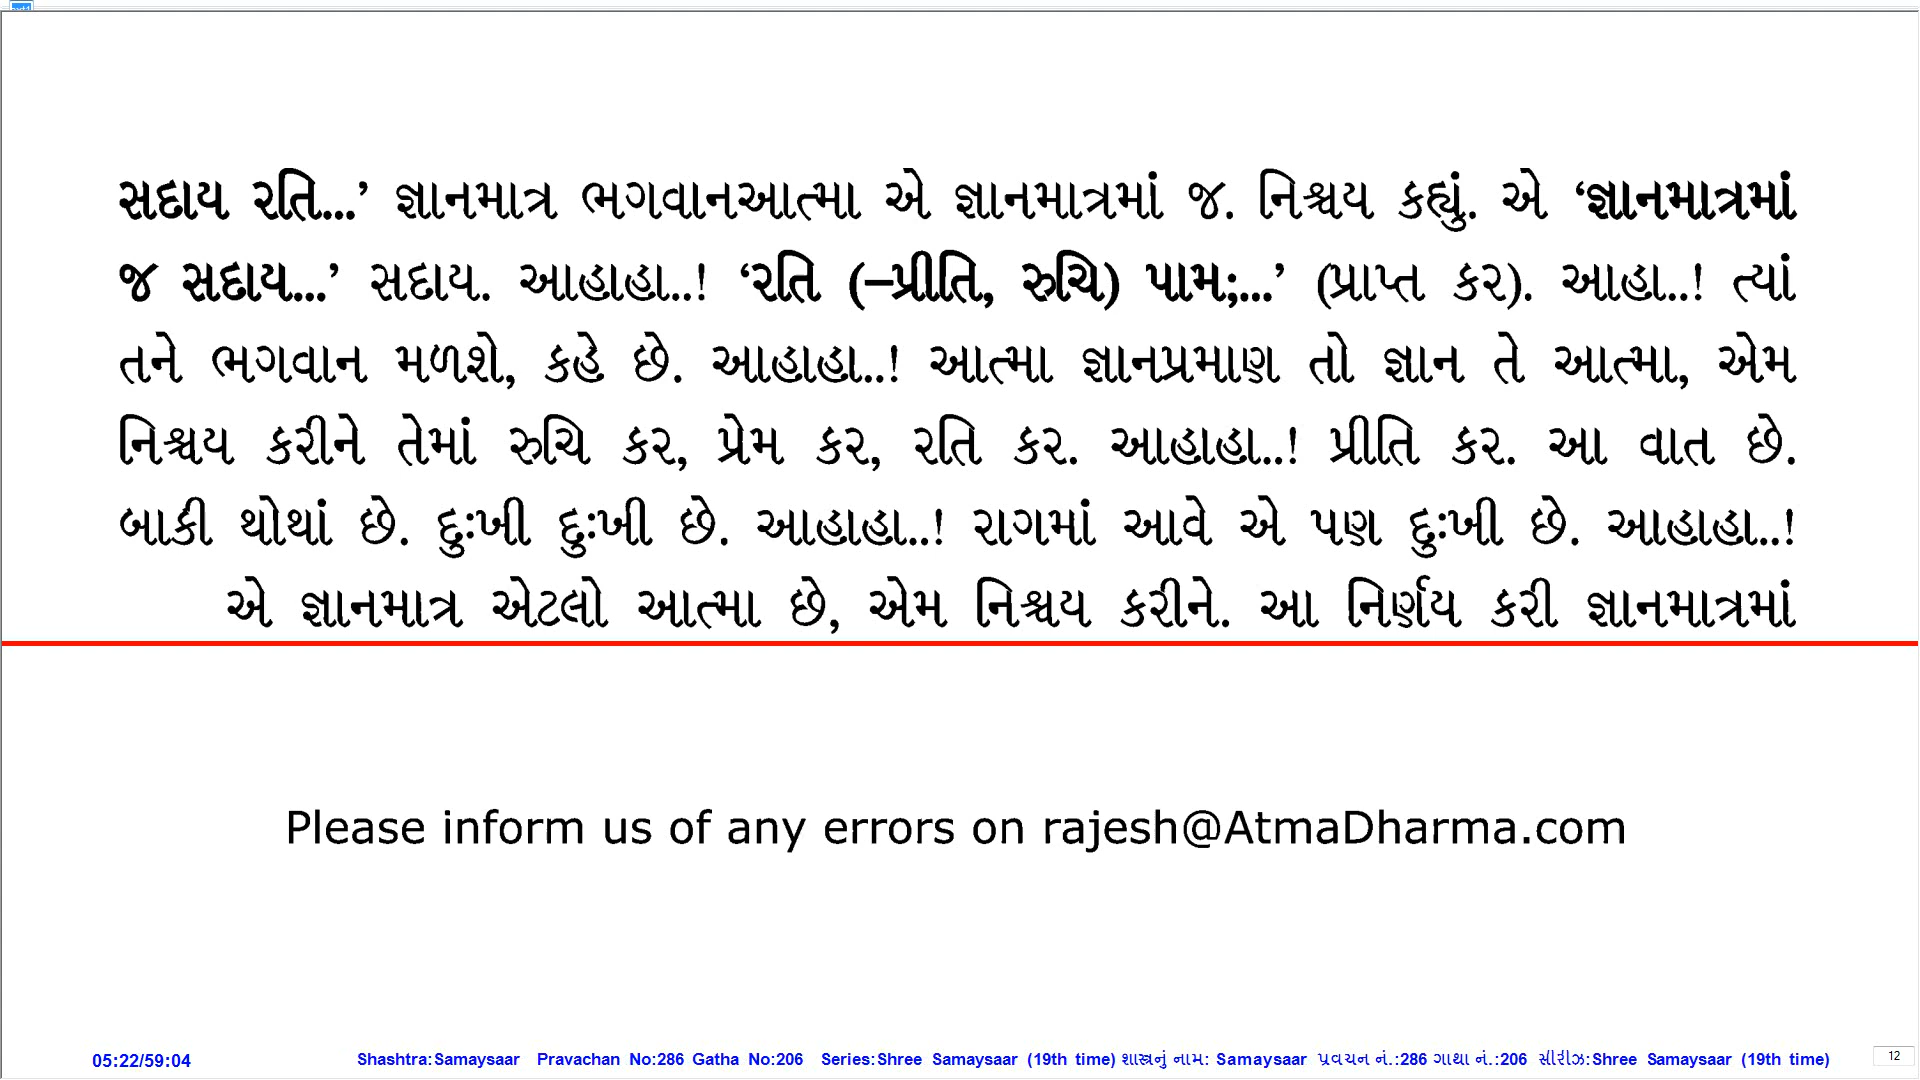 સદાય રતિ...’ જ્ઞાનમાત્ર ભગવાનઆત્મા એ જ્ઞાનમાત્રમાં જ. નિશ્ચય કહ્યું. એ ‘જ્ઞાનમાત્રમાં
જ સદાય...’ સદાય. આહાહા..! ‘રતિ (–પ્રીતિ, રુચિ) પામ;...’ (પ્રાપ્ત કર). આહા..! ત્યાં
તને ભગવાન મળશે, કહે છે. આહાહા..! આત્મા જ્ઞાનપ્રમાણ તો જ્ઞાન તે આત્મા, એમ
નિશ્ચય કરીને તેમાં રુચિ કર, પ્રેમ કર, રતિ કર. આહાહા..! પ્રીતિ કર. આ વાત છે.
બાકી થોથાં છે. દુઃખી દુઃખી છે. આહાહા..! રાગમાં આવે એ પણ દુઃખી છે. આહાહા..!
એ જ્ઞાનમાત્ર એટલો આત્મા છે, એમ નિશ્ચય કરીને. આ નિર્ણય કરી જ્ઞાનમાત્રમાં
Please inform us of any errors on rajesh@AtmaDharma.com
05:22/59:04 Shashtra:Samaysaar Pravachan No:286 Gatha No:206 Series:Shree Samaysaar (19th time) શાસ્ત્રનું નામ: Samaysaar પ્રવચન નં.:286 ગાથા નં.:206 સીરીઝ:Shree Samaysaar (19th time) 12